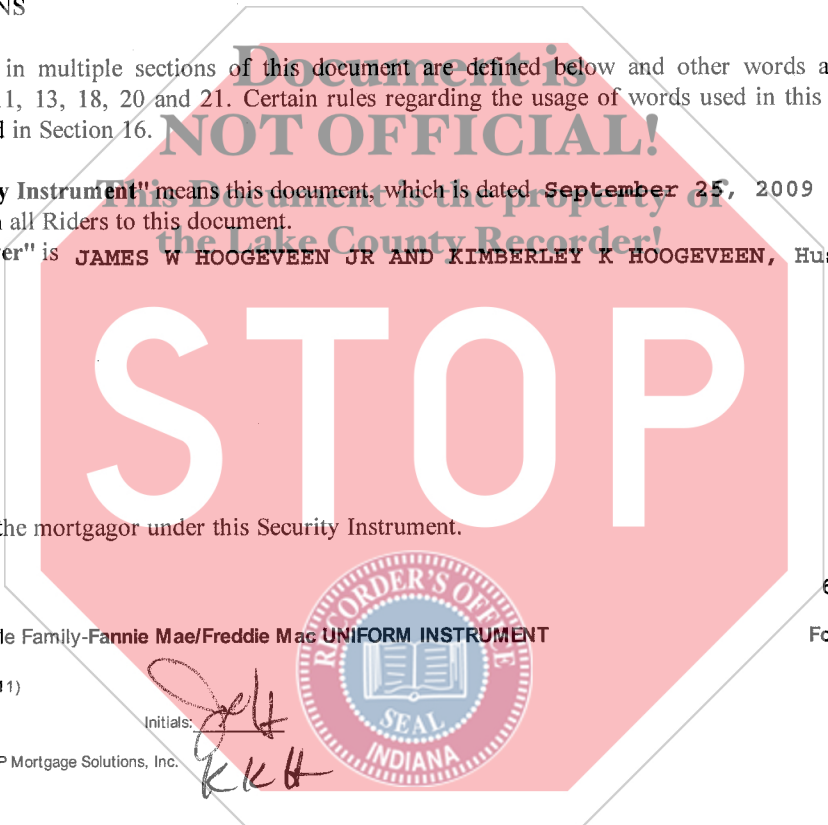 NS
Document is
in multiple sections of this document are defined below and other words a
11, 13, 18, 20 and 21. Certain rules regarding the usage of words used in this
d in Section 16.
NOT OFFICIAL!
This Document is the property of
y Instrument" means this document, which is dated September 25, 2009
all Riders to this document.
the Lake County Recorder!
er" is JAMES W HOOGEVEEN JR AND KIMBERLEY K HOOGEVEEN, Hus
STOP
the mortgagor under this Security Instrument.
RECORDER'S OFFICE
le Family-Fannie Mae/Freddie Mac UNIFORM INSTRUMENT Fo
Initials: JWH
SEAL
INDIANA
P Mortgage Solutions, Inc.
KKH